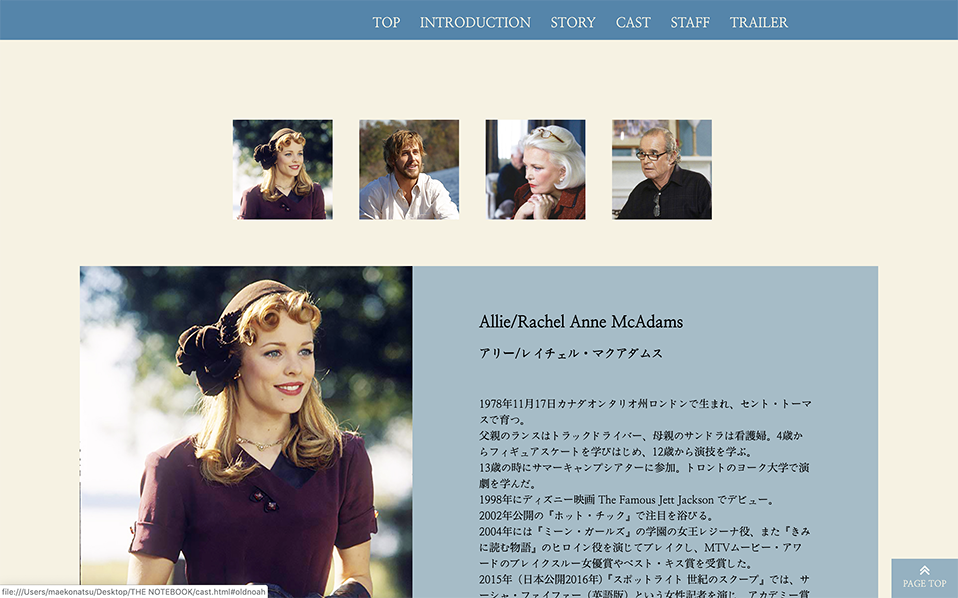 TOP INTRODUCTION STORY CAST STAFF TRAILER
Allie/Rachel Anne McAdams
アリー/レイチェル・マクアダムス
1978年11月17日カナダオンタリオ州ロンドンで生まれ、セント・トーマ
スで育つ。
父親のランスはトラックドライバー、母親のサンドラは看護婦。4歳か
らフィギュアスケートを学びはじめ、12歳から演技を学ぶ。
13歳の時にサマーキャンプシアターに参加。トロントのヨーク大学で演
劇を学んだ。
1998年にディズニー映画 The Famous Jett Jackson でデビュー。
2002年公開の『ホット・チック』で注目を浴びる。
2004年には『ミーン・ガールズ』の学園の女王レジーナ役、また『きみ
に読む物語』のヒロイン役を演じてブレイクし、MTVムービー・アワ
ードのブレイクスルー女優賞やベスト・キス賞を受賞した。
2015年（日本公開2016年）『スポットライト 世紀のスクープ』では、サ
ーシャ・ファイファー（英語版）という女性記者を演じ、アカデミー賞
PAGE TOP
file:///Users/maekonatsu/Desktop/THE NOTEBOOK/cast.html#oldnoah